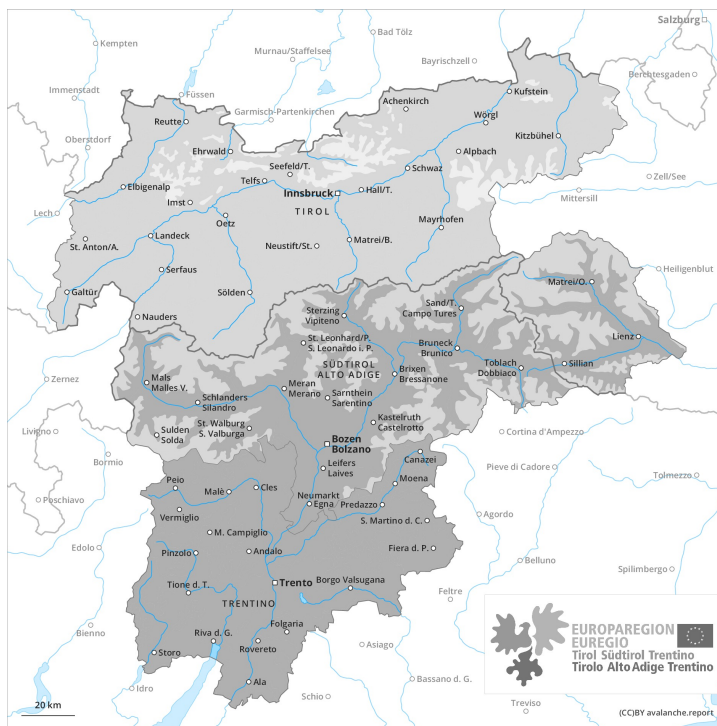 Salzburg
Kempten
Bad Tölz
Murnau/Staffelsee
Bayrischzell
Berchtesgaden
Immenstadt
Füssen
Kufstein
Achenkirch
Garmisch-Partenkirchen
Wörgl
Reutte
Kitzbühel
Oberstdorf
Ehrwald
Alpbach
Seefeld/T.
Schwaz
Zell/See
Telfs
Elbigenalp
Innsbruck
Hall/T.
Mittersill
Imst
TIROL
Lech
Oetz
Mayrhofen
Landeck
Matrei/B.
St. Anton/A.
Neustift/St.
Serfaus
Heiligenblut
Galtür
Sölden
Matrei/O.
Nauders
Sterzing
Vipiteno
Sand/T.
Campo Tures
St. Leonhard/P.
S. Leonardo i. P.
Lienz
Bruneck
Brunico
SÜDTIROL
ALTO ADIGE
Toblach
Dobbiaco
Sillian
Brixen
Bressanone
Zernez
Mals
Malles V.
Meran
Merano
Schlanders
Silandro
Sarnthein
Sarentino
Kastelruth
Castelrotto
St. Walburg
S. Valburga
Livigno
Sulden
Solda
Cortina d'Ampezzo
Bozen
Bolzano
Canazei
Bormio
Leifers
Laives
Pieve di Cadore
Tolmezzo
Moena
Peio
Malè
Cles
Neumarkt
Egna
Predazzo
Poschiavo
Vermiglio
Agordo
S. Martino d. C.
M. Campiglio
Edolo
Pinzolo
Andalo
Fiera d. P.
Belluno
Spilimbergo
Tione d. T.
Trento
Borgo Valsugana
Feltre
TRENTINO
Folgaria
Bienno
Riva d. G.
Rovereto
Asiago
Storo
Ala
Bassano d. G.
Idro
Schio
Treviso
EUROPAREGION
EUREGIO
Tirol Südtirol Trentino
Tirolo Alto Adige Trentino
20 km
(CC)BY avalanche.report